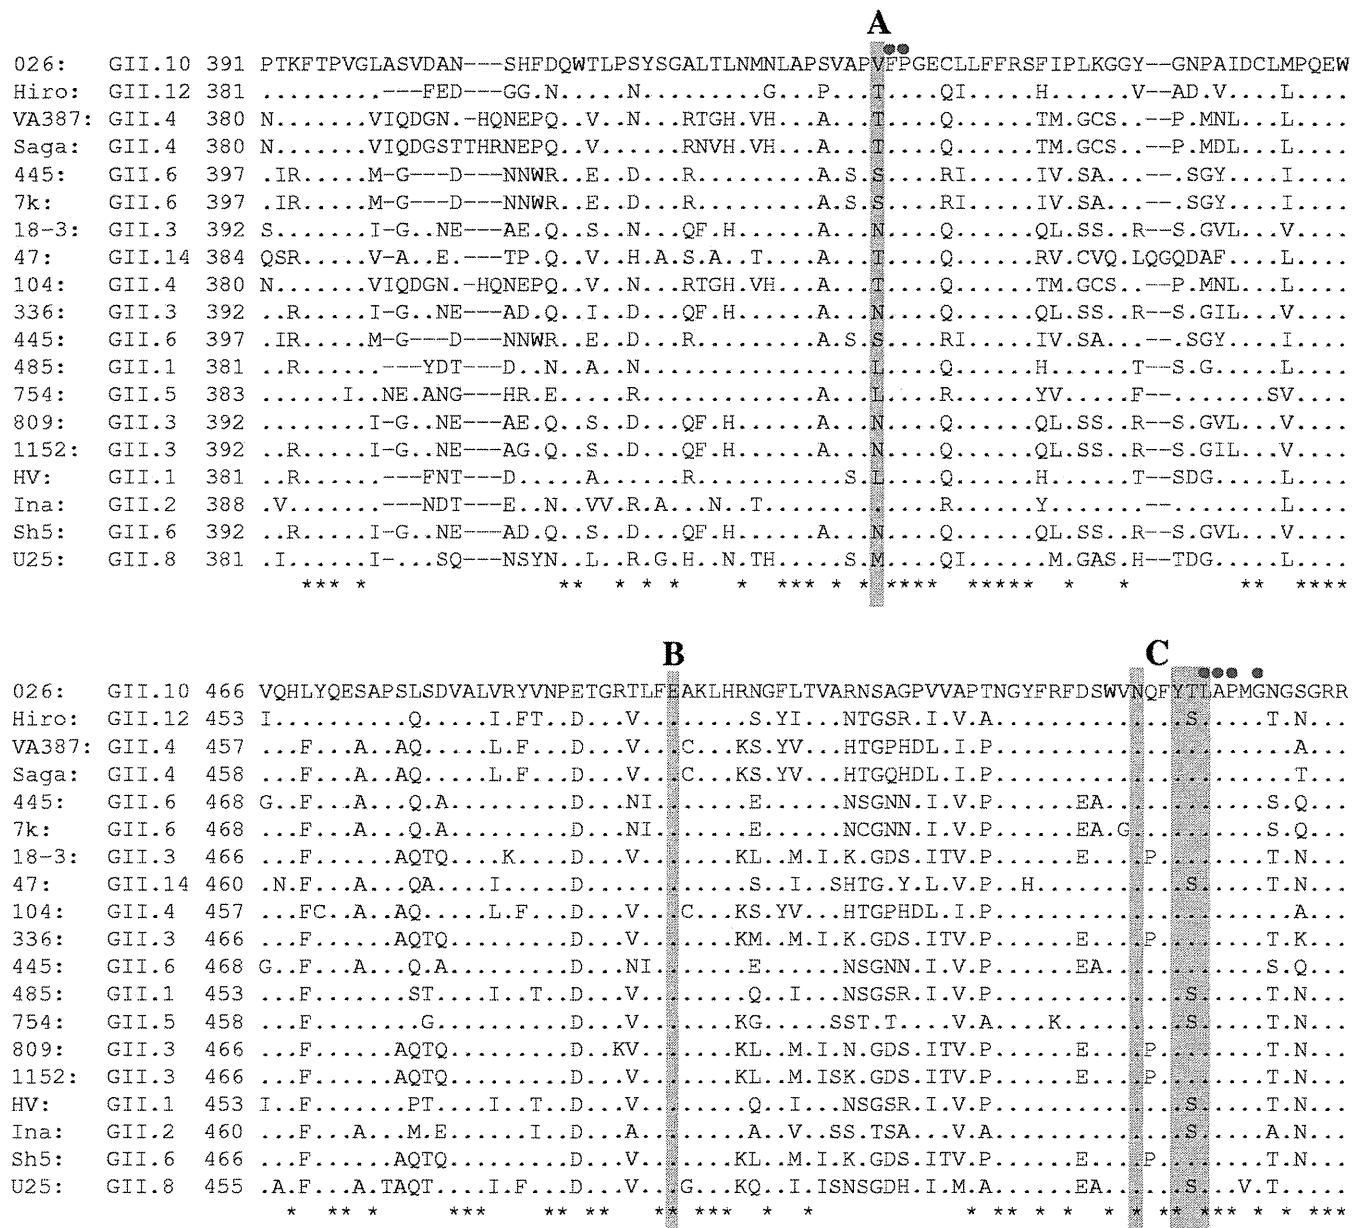 A
026: GII.10 391 PTKFTPVGLASVDAN---SHFDQWTLPSYSGALTLNMNLAPSVAPVFPGECLLFFRSFIPLKGGY--GNPAIDCLMPQEW
Hiro: GII.12 381 .........---FED---GG.N.....N.........G...P...T....QI.....H......V--AD.V....L.....
VA387: GII.4 380 N.......VIQDGN.-HQNEPQ..V..N...RTGH.VH...A...T....Q......TM.GCS..--P.MNL...L.....
Saga: GII.4 380 N.......VIQDGSTTHRNEPQ..V......RNVH.VH...A...T....Q......TM.GCS..--P.MDL...L.....
445: GII.6 397 .IR.....M-G---D---NNWR..E..D...R.........A.S.S....RI.....IV.SA...--.SGY....I.....
7k: GII.6 397 .IR.....M-G---D---NNWR..E..D...R.........A.S.S....RI.....IV.SA...--.SGY....I.....
18-3: GII.3 392 S.......I-G..NE---AE.Q..S..N...QF.H......A...N....Q......QL.SS..R--S.GVL...V.....
47: GII.14 384 QSR.....V-A..E.---TP.Q..V..H.A.S.A..T....A...T....Q......RV.CVQ.LQGQDAF....L.....
104: GII.4 380 N.......VIQDGN.-HQNEPQ..V..N...RTGH.VH...A...T....Q......TM.GCS..--P.MNL...L.....
336: GII.3 392 ..R.....I-G..NE---AD.Q..I..D...QF.H......A...N....Q......QL.SS..R--S.GIL...V.....
445: GII.6 397 .IR.....M-G---D---NNWR..E..D...R.........A.S.S....RI.....IV.SA...--.SGY....I.....
485: GII.1 381 ..R......---YDT---D..N..A..N.................L....Q......H......T--S.G.....L.....
754: GII.5 383 ......I..NE.ANG---HR.E.....R.............A...L....R......YV.....F--........SV.....
809: GII.3 392 ........I-G..NE---AE.Q..S..D...QF.H......A...N....Q......QL.SS..R--S.GVL...V.....
1152: GII.3 392 ..R.....I-G..NE---AG.Q..S..D...QF.H......A...N....Q......QL.SS..R--S.GIL...V.....
HV: GII.1 381 ..R......---FNT---D.....A......R...........S.L....Q......H......T--SDG.....L.....
Ina: GII.2 388 .V.......---NDT---E..N..VV.R.A...N..T.............R......Y.......--........L.....
Sh5: GII.6 392 ..R.....I-G..NE---AD.Q..S..D...QF.H......A...N....Q......QL.SS..R--S.GVL...V.....
U25: GII.8 381 .I......I-...SQ---NSYN..L..R.G.H..N.TH......S.M....QI.....M.GAS.H--TDG.....L.....
*** * ** * * * * *** * **** ***** * * ** ****
B C
026: GII.10 466 VQHLYQESAPSLSDVALVRYVNPETGRTLFEAKLHRNGFLTVARNSAGPVVAPTNGYFRFDSWVNQFYTLAPMGNGSGRR
Hiro: GII.12 453 I..........Q.....I.FT..D...V........S.YI...NTGSR.I.V.A..............S.....T.N...
VA387: GII.4 457 ...F...A..AQ.....L.F...D...V...C...KS.YV...HTGPHDL.I.P.......................A...
Saga: GII.4 458 ...F...A..AQ.....L.F...D...V...C...KS.YV...HTGQHDL.I.P.......................T...
445: GII.6 468 G..F...A...Q.A.........D...NI.......E......NSGNN.I.V.P......EA............S.Q...
7k: GII.6 468 ...F...A...Q.A.........D...NI.......E......NCGNN.I.V.P......EA.G..........S.Q...
18-3: GII.3 466 ...F......AQTQ....K....D...V.......KL..M.I.K.GDS.ITV.P......E....P........T.N...
47: GII.14 460 .N.F...A...QA....I.....D............S..I...SHTG.Y.L.V.P..H...........S.....T.N...
104: GII.4 457 ...FC..A..AQ.....L.F...D...V...C...KS.YV...HTGPHDL.I.P.......................A...
336: GII.3 466 ...F......AQTQ.........D...V.......KM..M.I.K.GDS.ITV.P......E....P........T.K...
445: GII.6 468 G..F...A...Q.A.........D...NI.......E......NSGNN.I.V.P......EA............S.Q...
485: GII.1 453 ...F.......ST....I..T..D...V........Q..I...NSGSR.I.V.P..............S.....T.N...
754: GII.5 458 ...F........G..........D...V.......KG.....SST.T....V.A....K.........S.....T.N...
809: GII.3 466 ...F......AQTQ.........D..KV.......KL..M.I.N.GDS.ITV.P......E....P........T.N...
1152: GII.3 466 ...F......AQTQ.........D...V.......KL..M.ISK.GDS.ITV.P......E....P........T.N...
HV: GII.1 453 I..F.......PT....I..T..D...V........Q..I...NSGSR.I.V.P..............S.....T.N...
Ina: GII.2 460 ...F...A...M.E......I..D...A........A..V..SS.TSA...V.A..............S.....A.N...
Sh5: GII.6 466 ...F......AQTQ.........D...V.......KL..M.I.K.GDS.ITV.P......E....P........T.N...
U25: GII.8 455 .A.F...A.TAQT....I.F...D...V...G...KQ..I.ISNSGDH.I.M.A......EA......S...V.T.....
* ** * *** ** ** ** *** * * * ** * * * ** *** * * ***